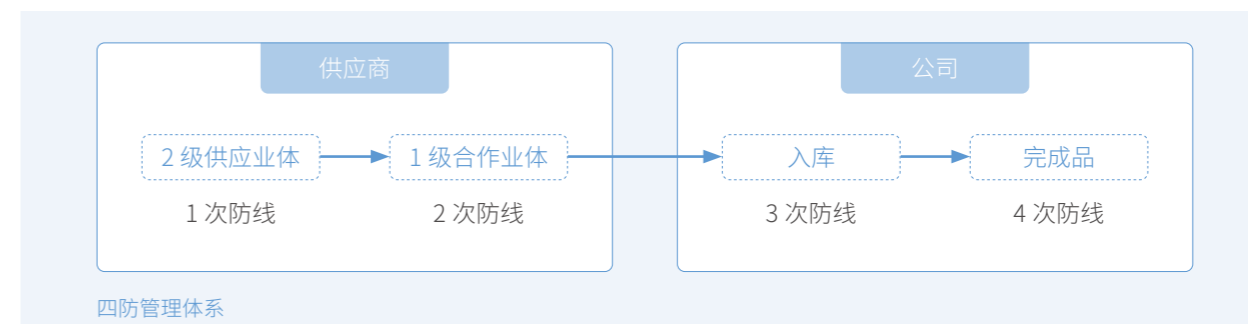 供应商
公司
2 级供应业体
1 级合作业体
入库
完成品
1 次防线
2 次防线
3 次防线
4 次防线
四防管理体系